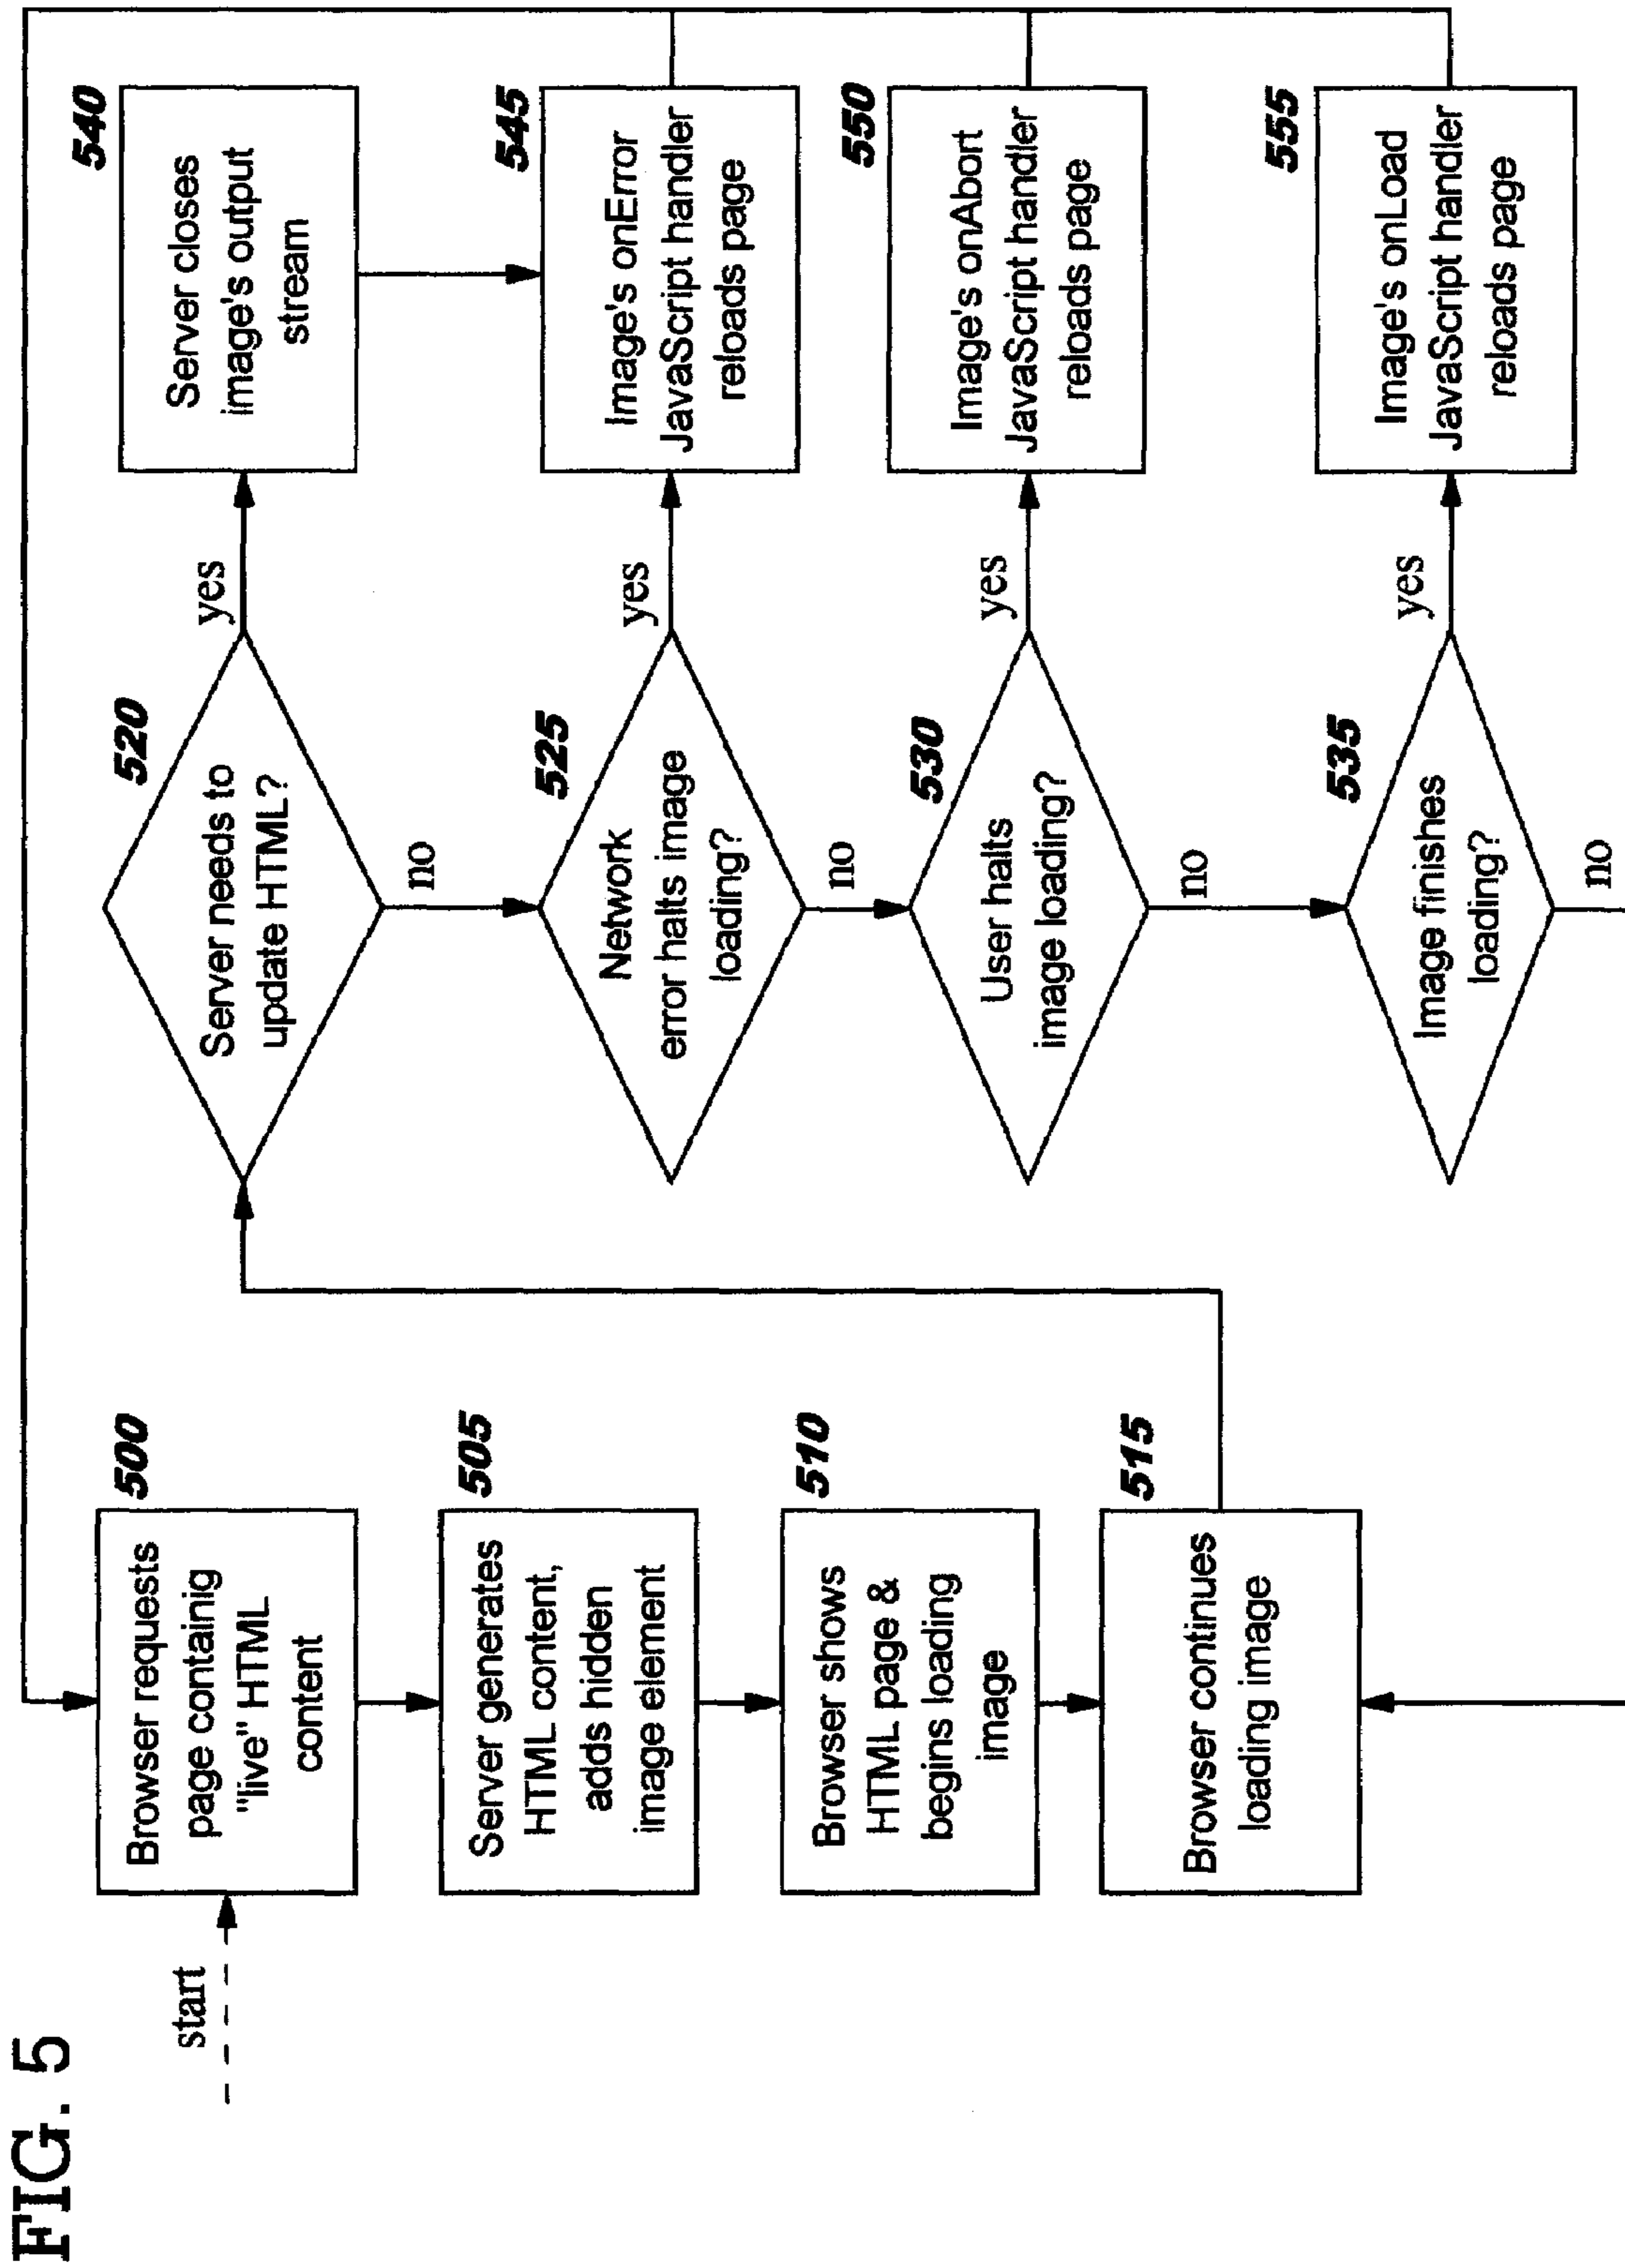 FIG. 5
start
500
Browser requests
page containig
"live" HTML
content
505
Server generates
HTML content,
adds hidden
image element
510
Browser shows
HTML page &
begins loading
image
515
Browser continues
loading image
520
Server needs to
update HTML?
yes
no
540
Server closes
image's output
stream
525
Network
error halts image
loading?
yes
no
545
Image's onError
JavaScript handler
reloads page
530
User halts
image loading?
yes
no
550
Image's onAbort
JavaScript handler
reloads page
535
Image finishes
loading?
yes
no
555
Image's onLoad
JavaScript handler
reloads page